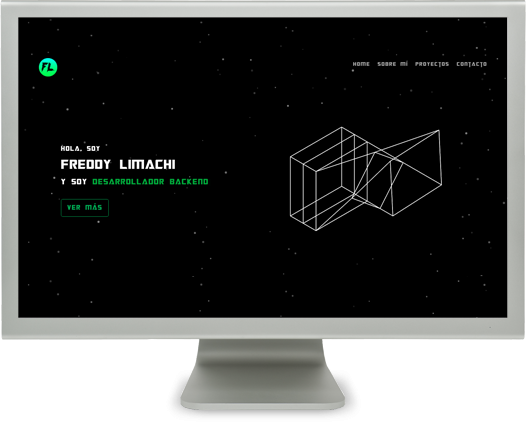 FL
HOME SOBRE MÍ PROYECTOS CONTACTO
HOLA, SOY
FREDDY LIMACHI
Y SOY DESARROLLADOR BACKEND
VER MÁS